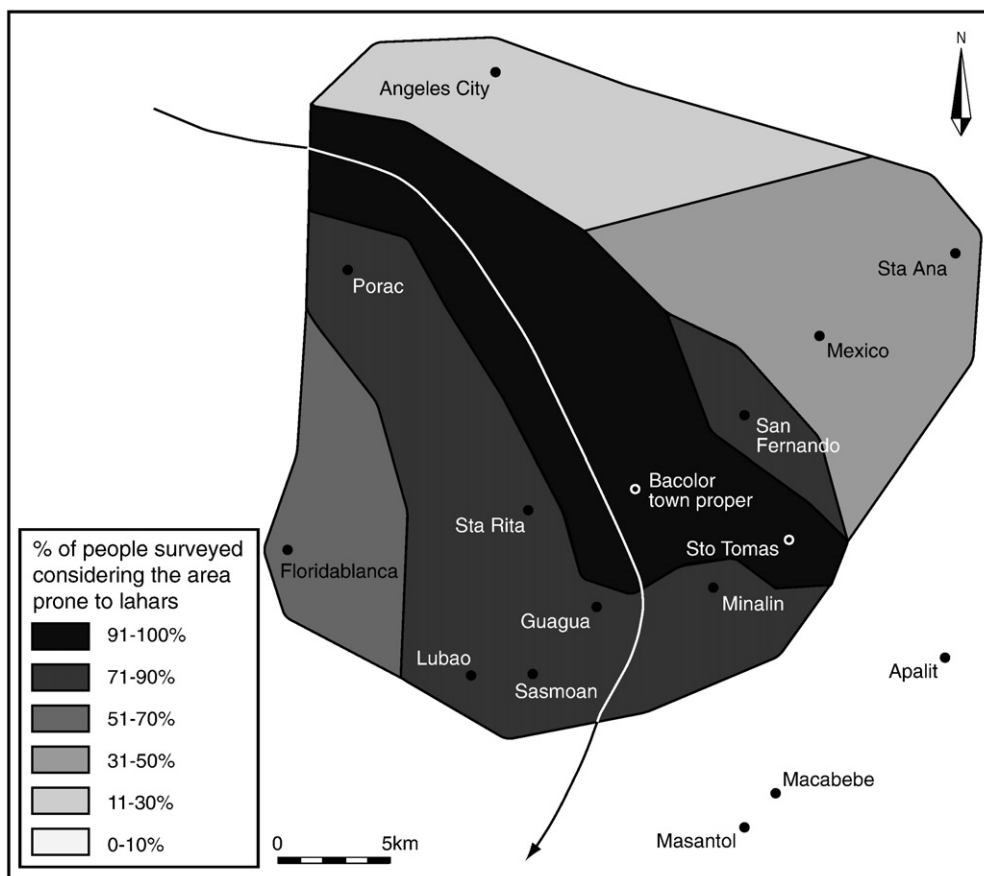 N
Angeles City
Sta Ana
Porac
Mexico
San
Fernando
Bacolor
town proper
Sta Rita
Sto Tomas
Floridablanca
Minalin
Guagua
Lubao
Sasmoan
Apalit
Macabebe
Masantol
% of people surveyed
considering the area
prone to lahars
91-100%
71-90%
51-70%
31-50%
11-30%
0-10%
0 5km